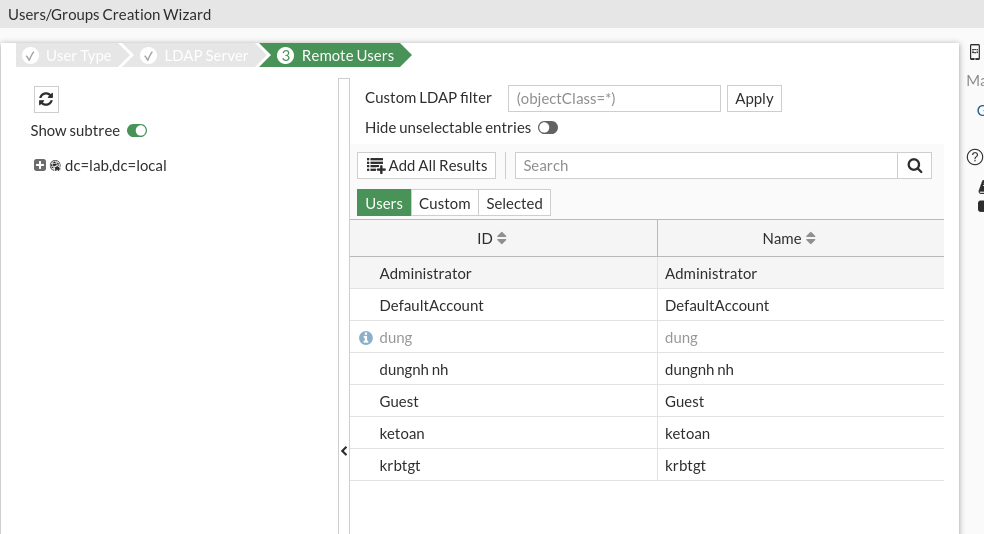 Users/Groups Creation Wizard
User Type
LDAP Server
3 Remote Users
Show subtree
dc=lab,dc=local
Custom LDAP filter
(objectClass=*)
Apply
Hide unselectable entries
Add All Results
Search
Users
Custom
Selected
ID
Name
Administrator Administrator
DefaultAccount DefaultAccount
dung dung
dungnh nh dungnh nh
Guest Guest
ketoan ketoan
krbtgt krbtgt